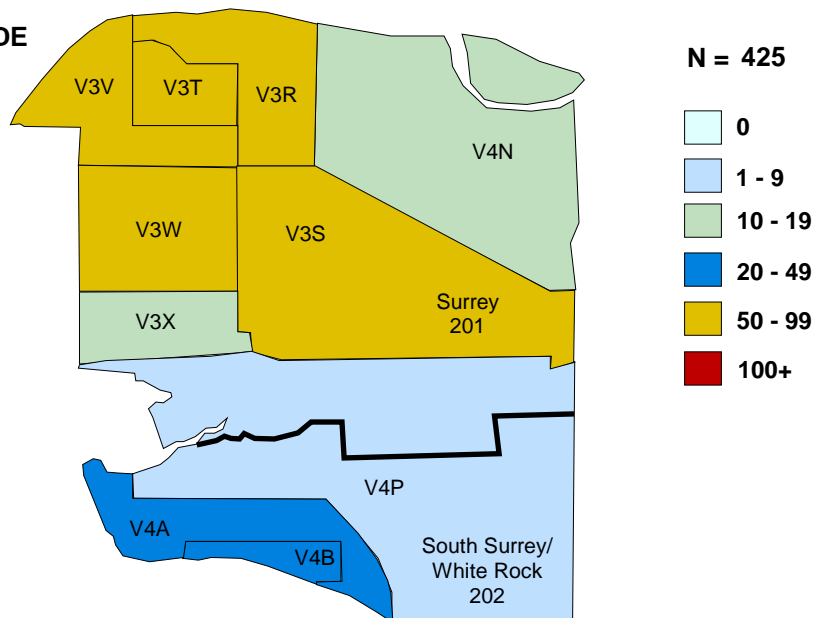 DE
N = 425
0
1 - 9
10 - 19
20 - 49
50 - 99
100+
V3V
V3T
V3R
V4N
V3W
V3S
V3X
Surrey
201
V4P
V4A
V4B
South Surrey/
White Rock
202